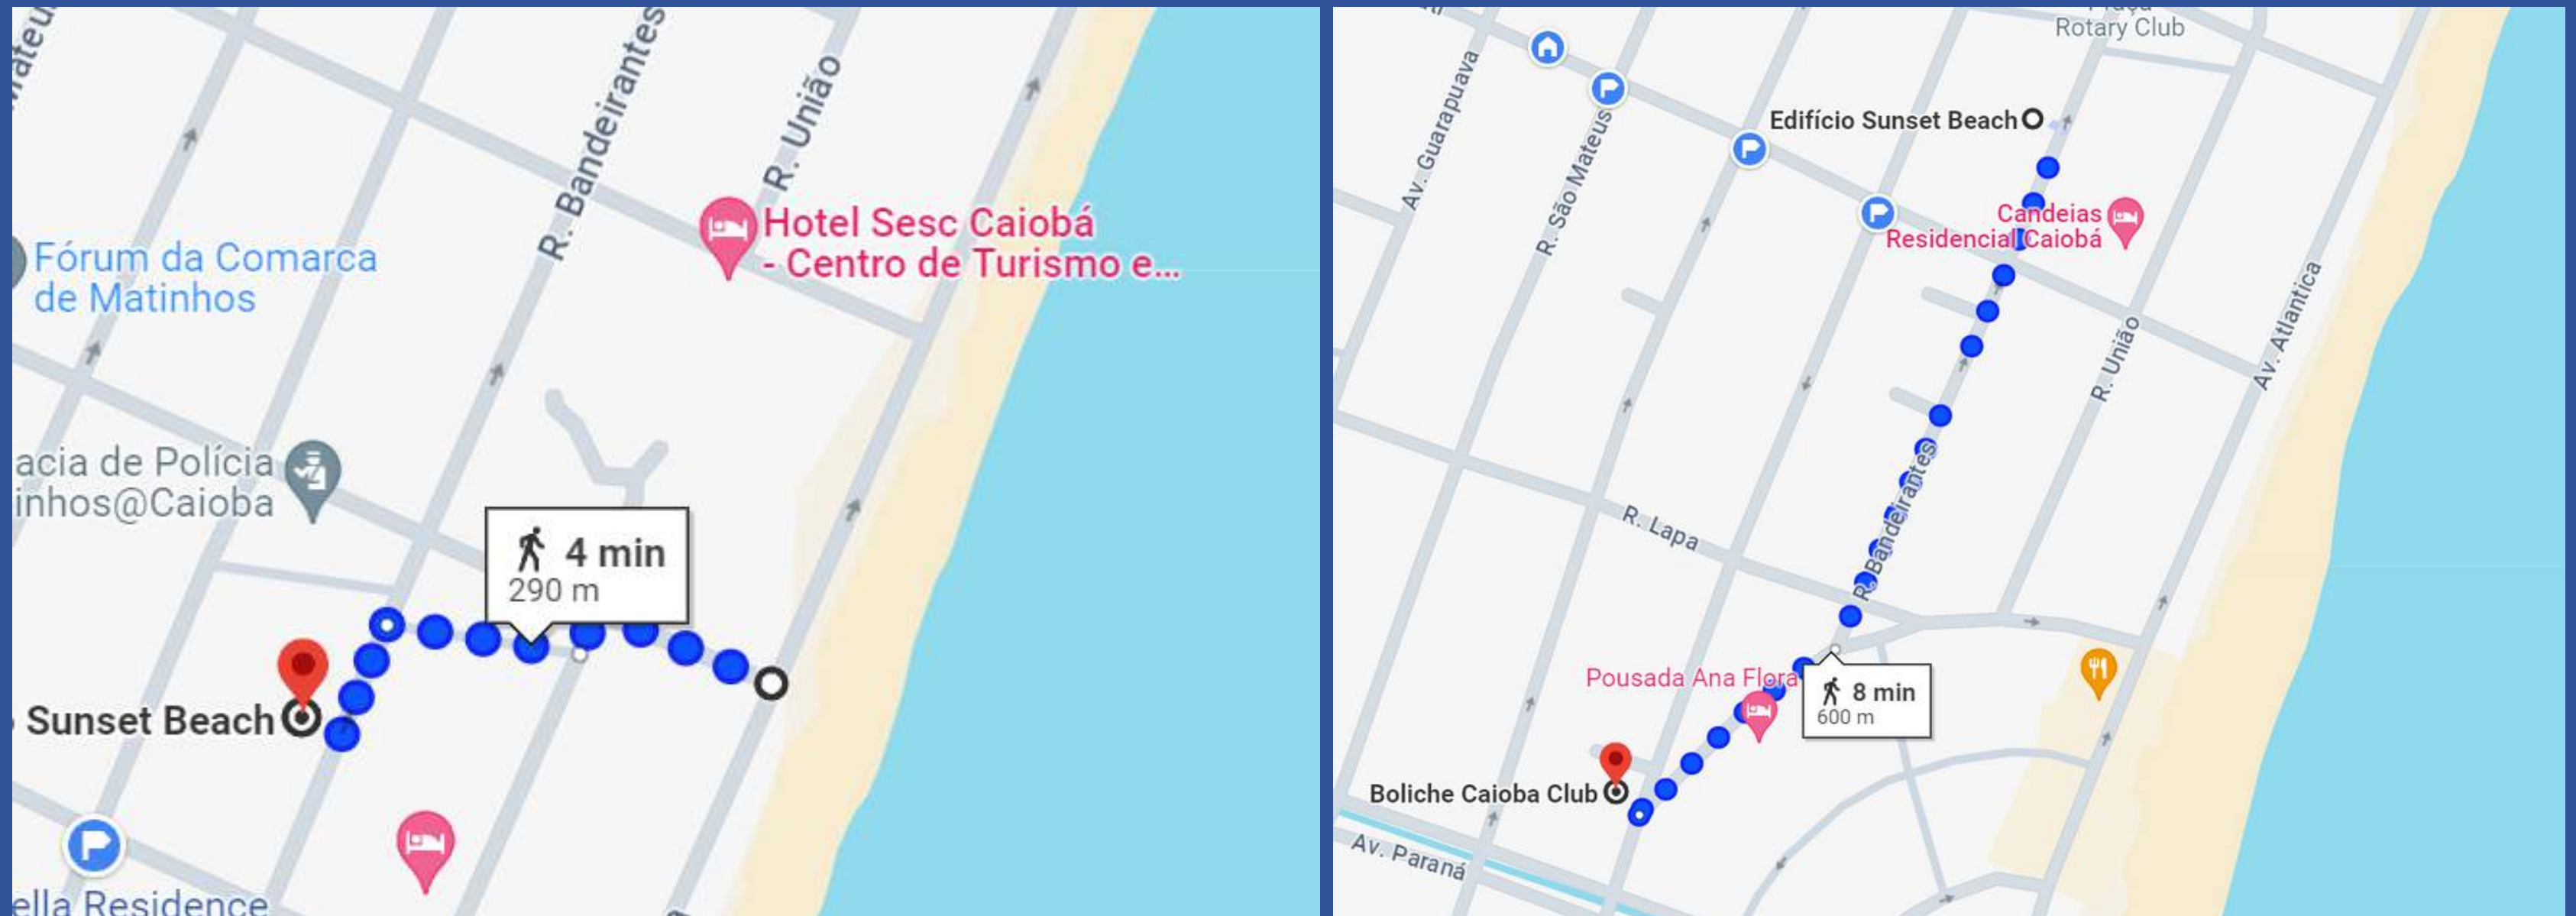 R. Bandeirantes
R. União
Hotel Sesc Caiobá
- Centro de Turismo e...
Fórum da Comarca
de Matinhos
acia de Polícia
inhos@Caioba
4 min
290 m
Sunset Beach
ella Residence
Rotary Club
Av. Guarapuava
R. São Mateus
Edifício Sunset Beach
Candeias
Residencial Caiobá
R. União
Av. Atlantica
R. Lapa
R. Bandeirantes
Pousada Ana Flora
8 min
600 m
Boliche Caioba Club
Av. Paraná